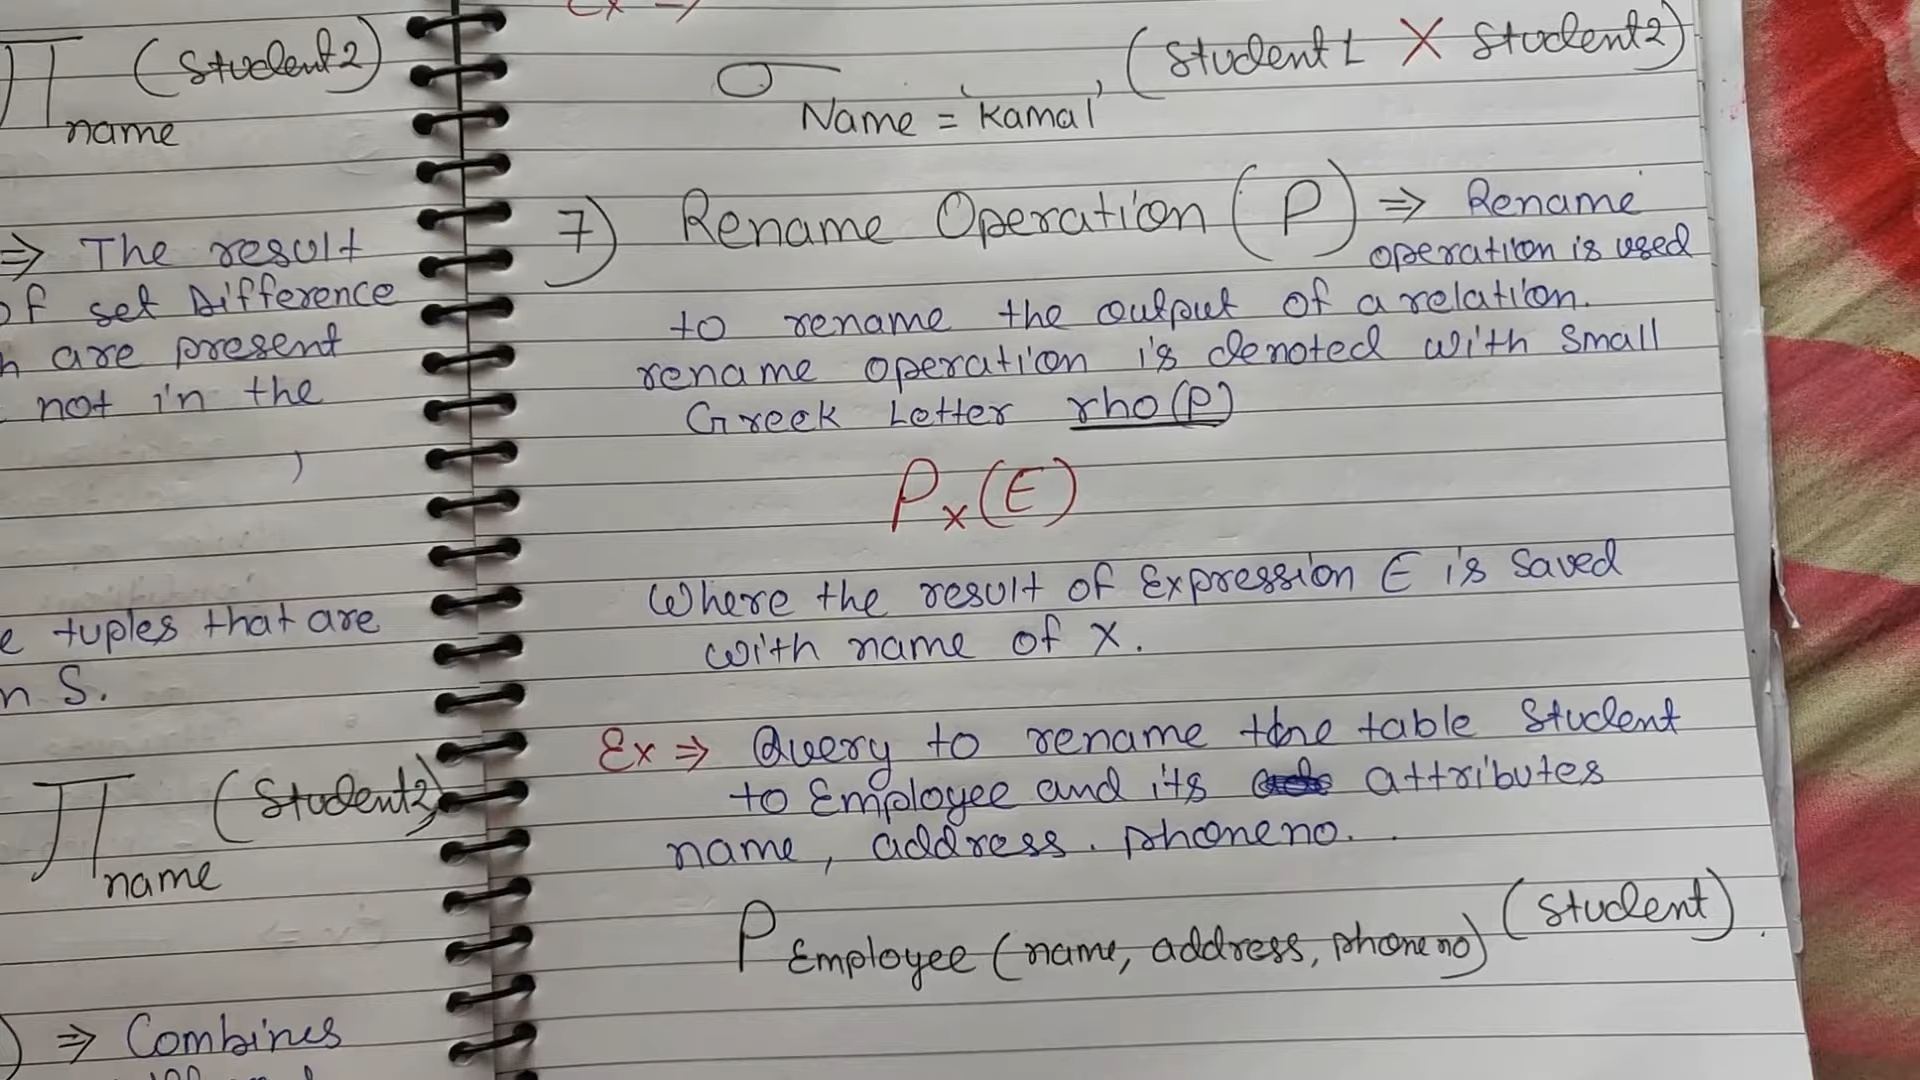 π name (Student2)
⇒ The result
of set Difference
are present
not in the
tuples that are
S.
π name (Student2)
⇒ Combines
Ex ⇒
σ Name = 'Kamal' (Student1 X Student2)
7) Rename Operation (ρ) ⇒ Rename
operation is used
to rename the output of a relation.
rename operation is denoted with small
Greek Letter rho(ρ)
ρx(E)
Where the result of Expression E is saved
with name of x.
Ex ⇒ Query to rename the table Student
to Employee and its attributes
name, address. phoneno.
ρ Employee (name, address, phone no) (Student).